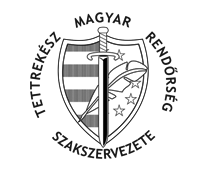 TETTREKÉSZ MAGYAR RENDŐRSÉG
SZAKSZERVEZETE